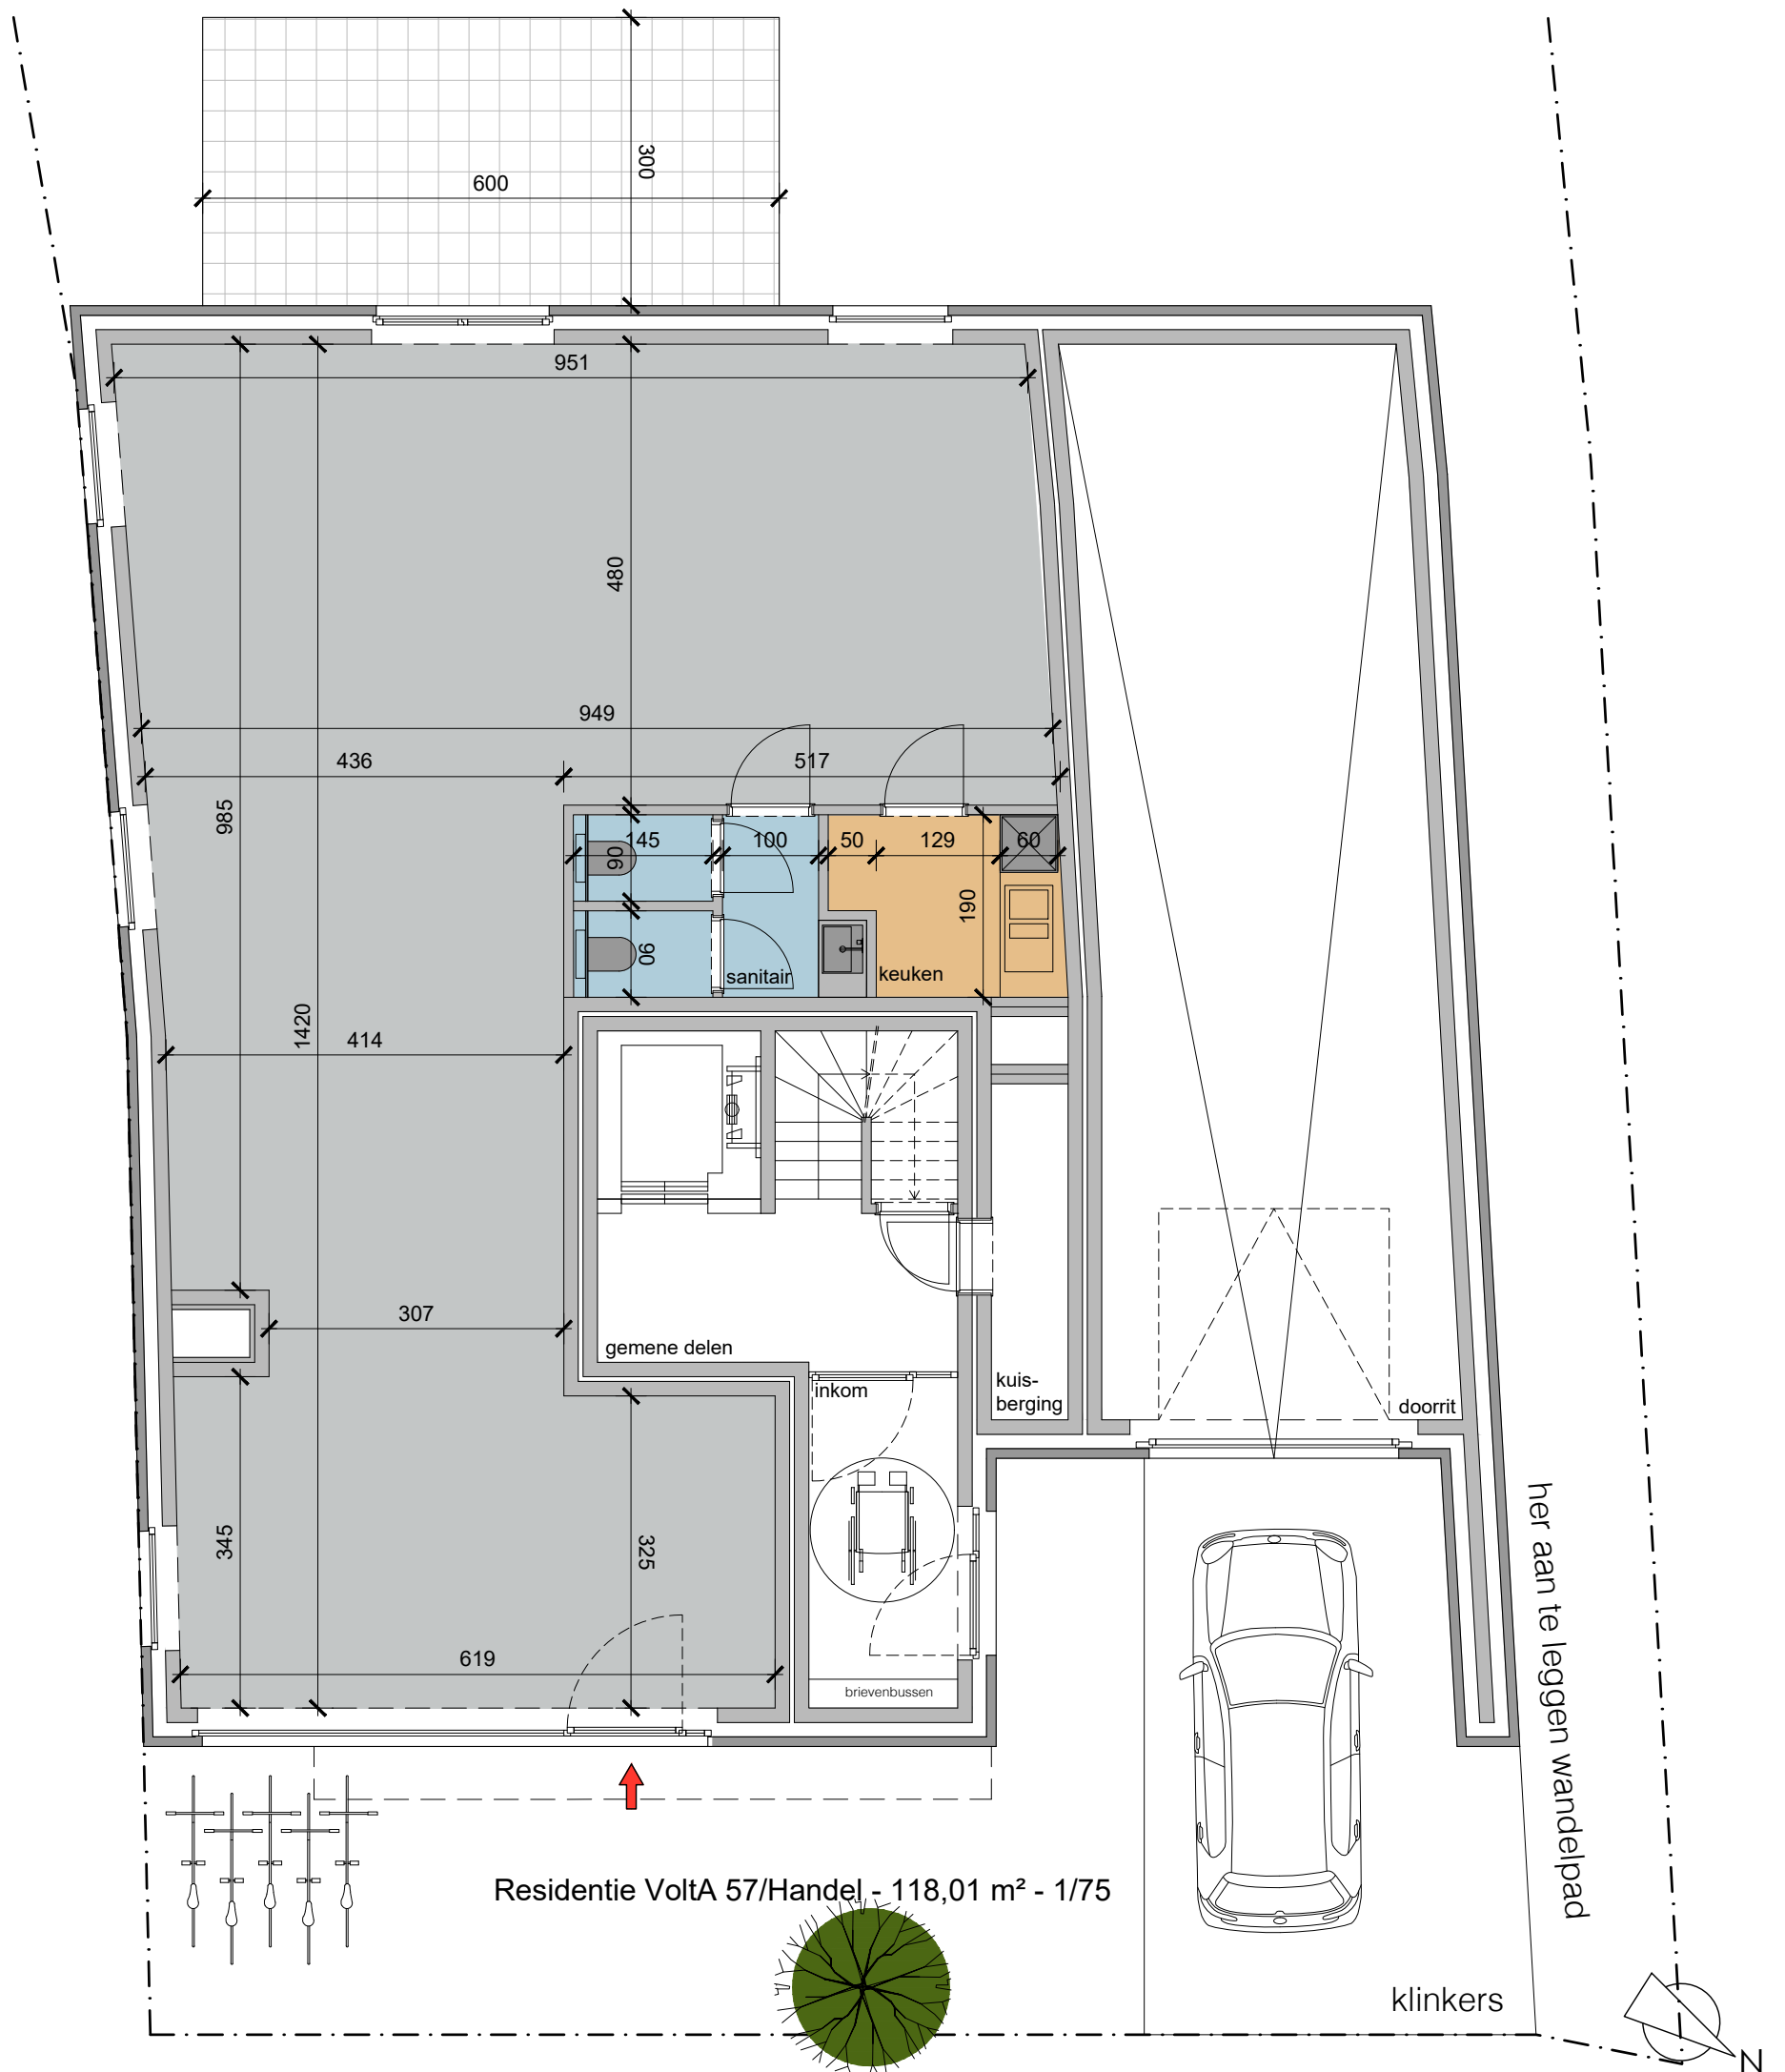 300
600
951
480
949
436
517
985
145
100
50
129
60
90
190
90
sanitair
keuken
1420
414
307
gemene delen
inkom
kuis-
berging
doorrit
345
325
619
brievenbussen
her aan te leggen wandelpad
Residentie VoltA 57/Handel - 118,01 m² - 1/75
klinkers
N